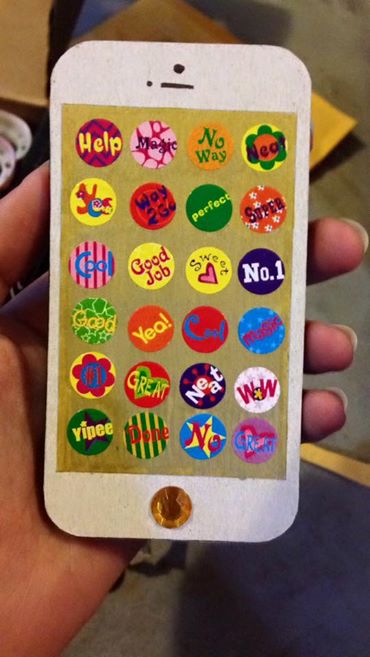 Help
Magic
No
Way
Neat
Way
2Go
Perfect
Super
Cool
Good
Job
Sweet
No.1
Good
Yea!
Cool
Music
GREAT
Neat
WoW
Yipee
Done
No
GREAT